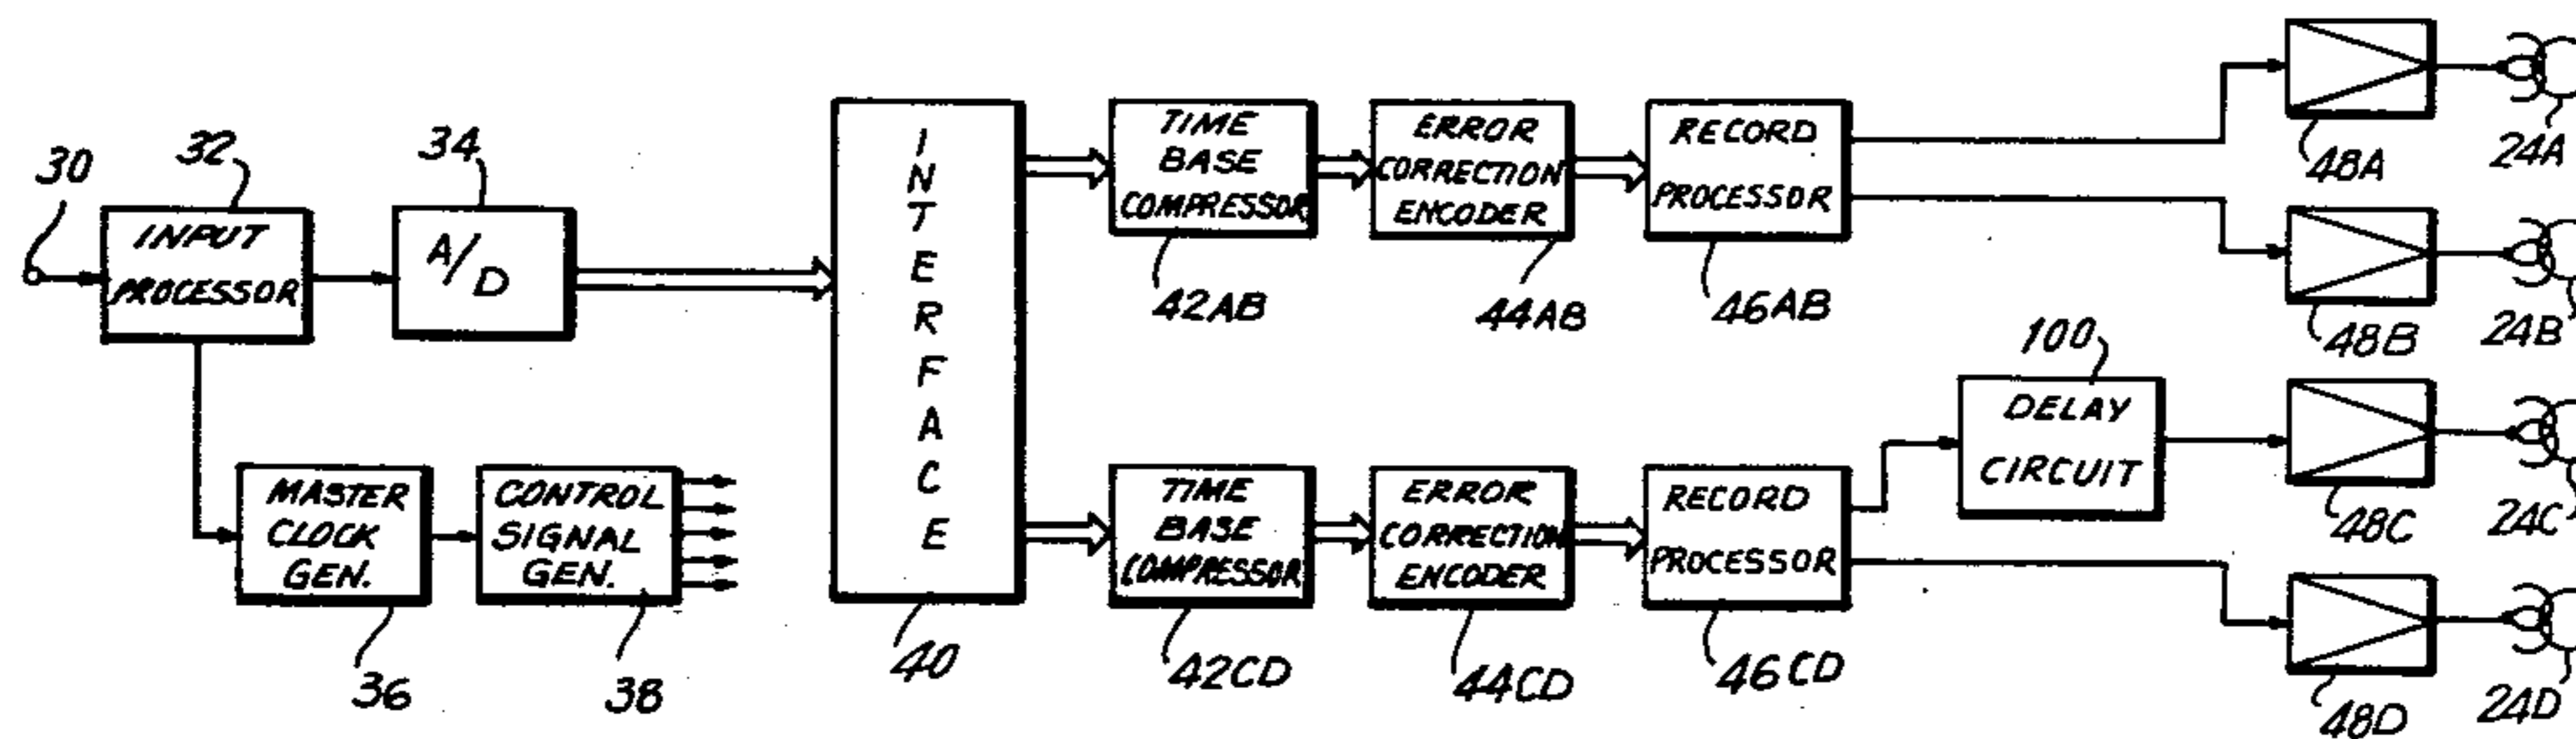 30
32
INPUT
PROCESSOR
34
A/D
MASTER
CLOCK
GEN.
36
CONTROL
SIGNAL
GEN.
38
INTERFACE
40
TIME
BASE
COMPRESSOR
42AB
ERROR
CORRECTION
ENCODER
44AB
RECORD
PROCESSOR
46AB
48A
24A
48B
24B
TIME
BASE
COMPRESSOR
42CD
ERROR
CORRECTION
ENCODER
44CD
RECORD
PROCESSOR
46CD
100
DELAY
CIRCUIT
48C
24C
48D
24D